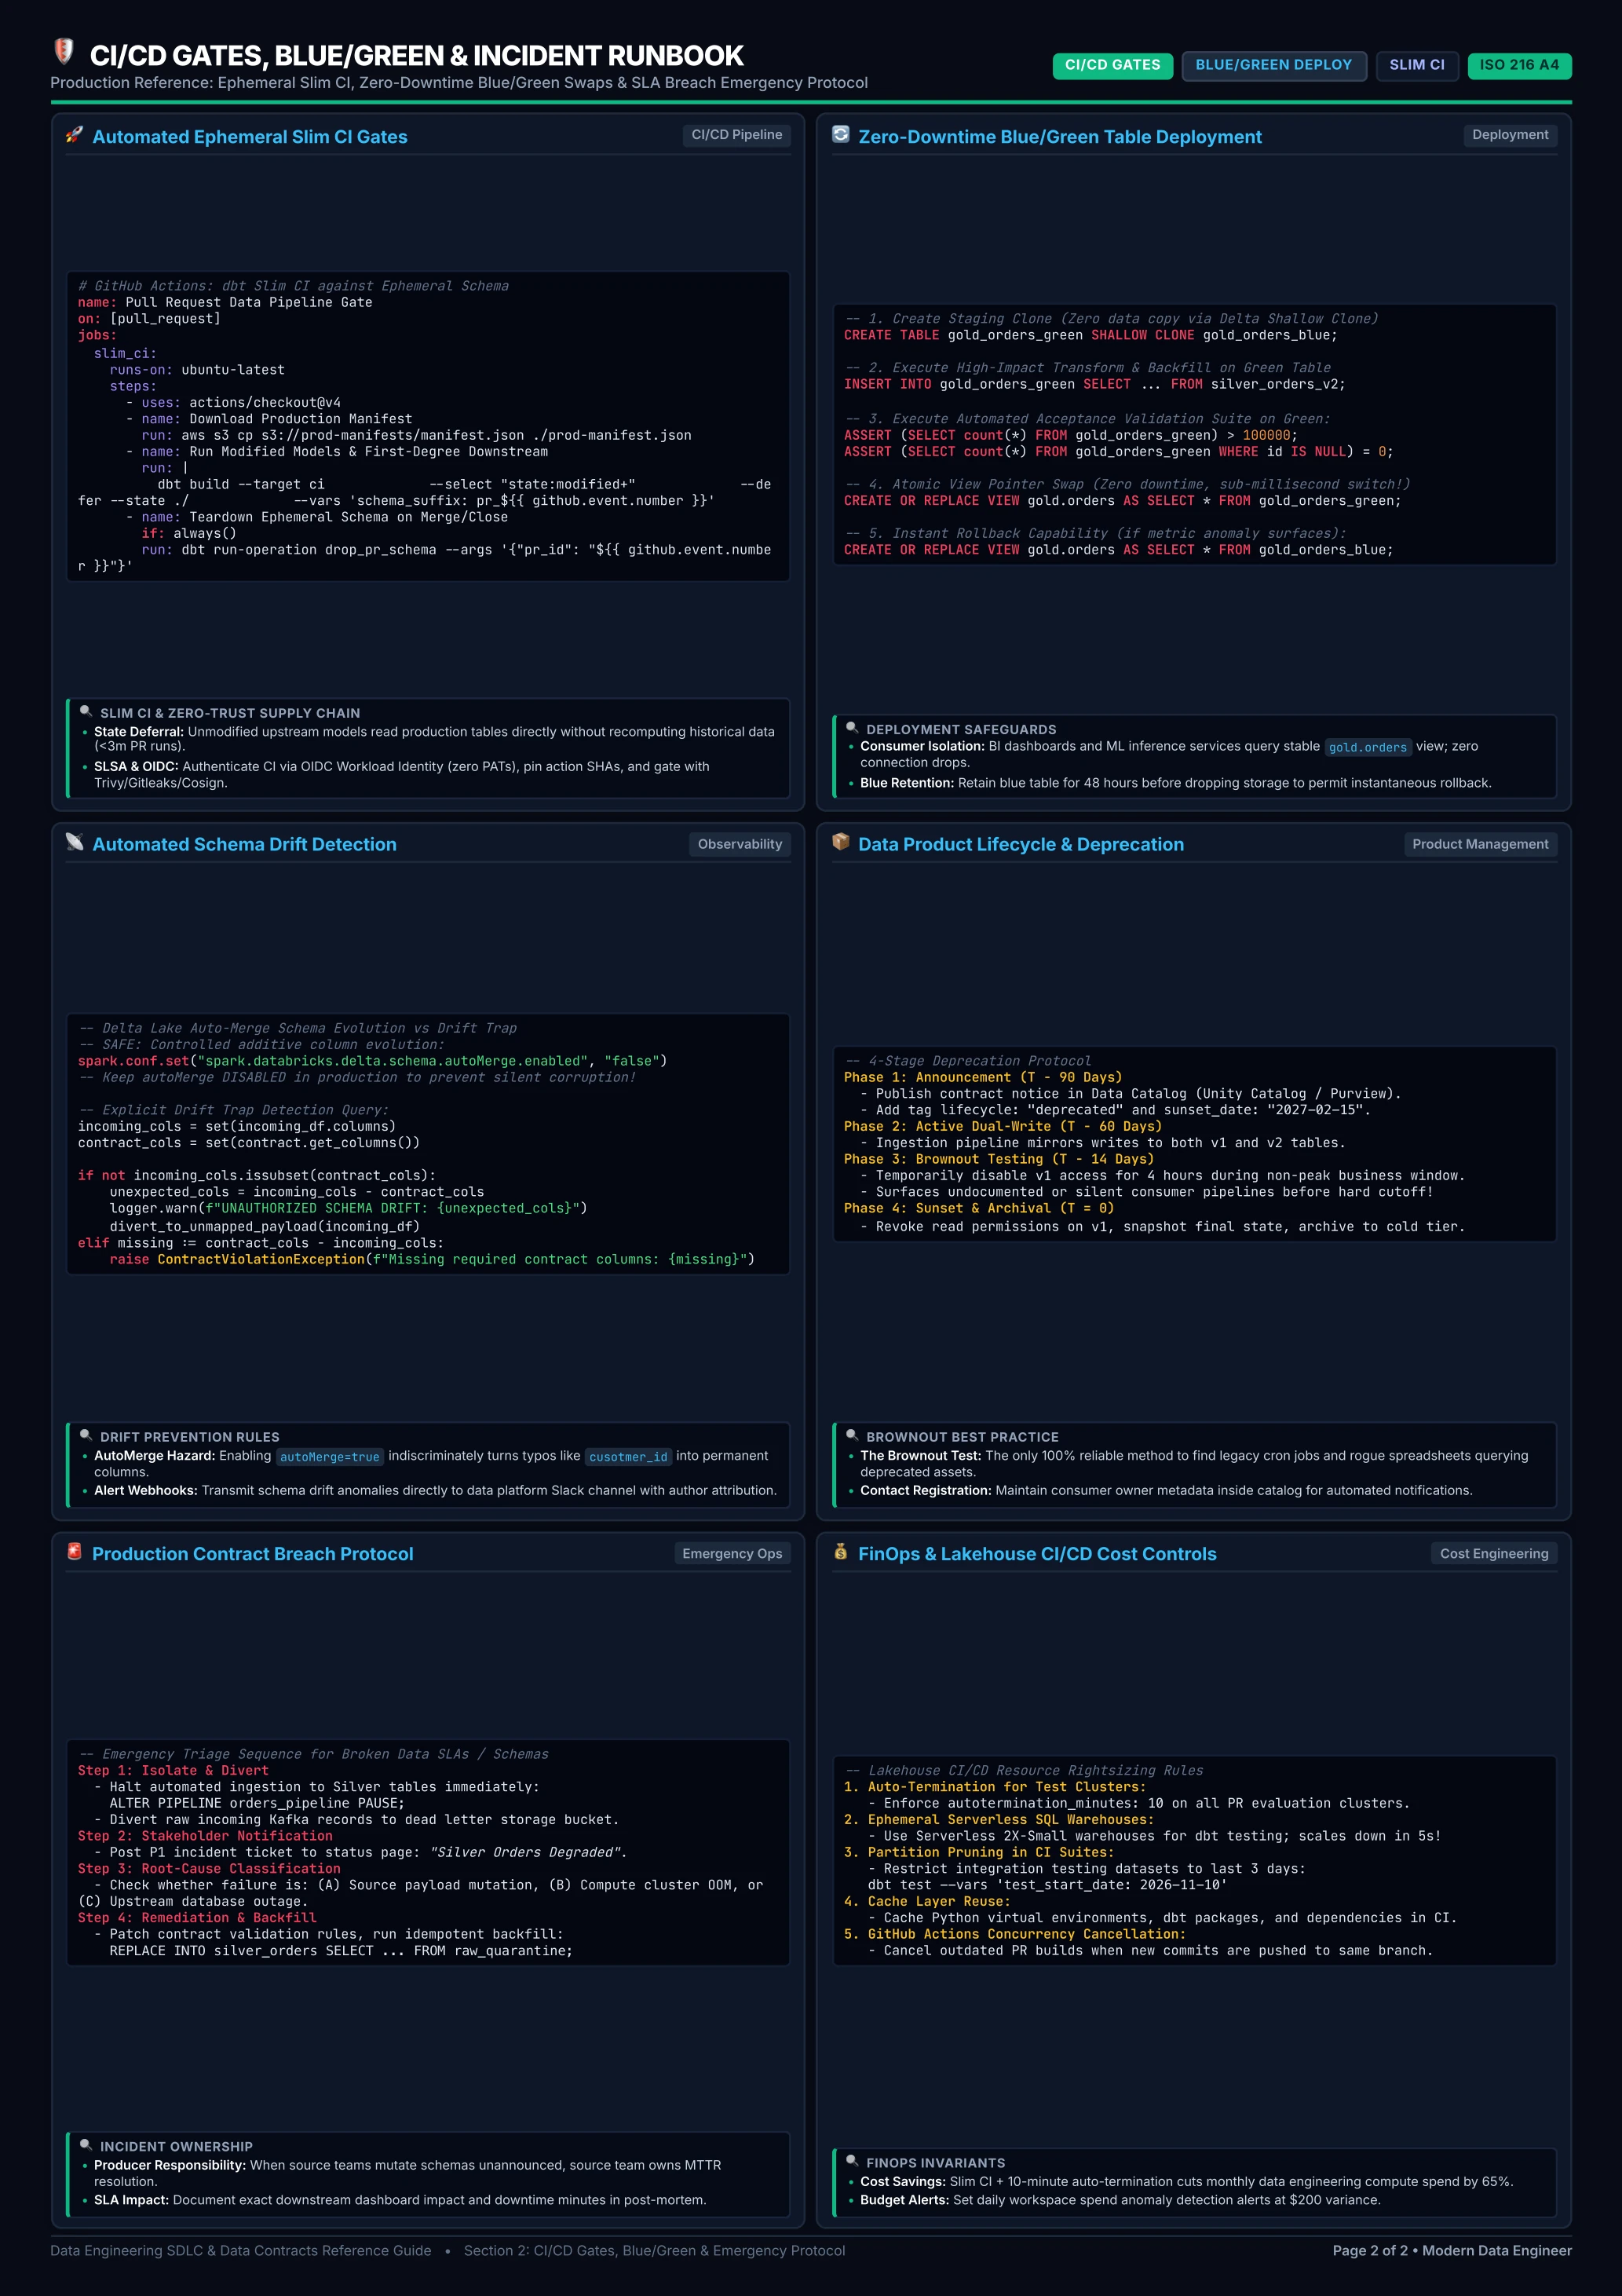 CI/CD GATES, BLUE/GREEN & INCIDENT RUNBOOK
Production Reference: Ephemeral Slim CI, Zero-Downtime Blue/Green Swaps & SLA Breach Emergency Protocol
CI/CD GATES
BLUE/GREEN DEPLOY
SLIM CI
ISO 216 A4
Automated Ephemeral Slim CI Gates
CI/CD Pipeline
# GitHub Actions: dbt Slim CI against Ephemeral Schema
name: Pull Request Data Pipeline Gate
on: [pull_request]
jobs:
  slim_ci:
    runs-on: ubuntu-latest
    steps:
      - uses: actions/checkout@v4
      - name: Download Production Manifest
        run: aws s3 cp s3://prod-manifests/manifest.json ./prod-manifest.json
      - name: Run Modified Models & First-Degree Downstream
        run: |
          dbt build --target ci             --select "state:modified+"             --de
fer --state ./             --vars 'schema_suffix: pr_${{ github.event.number }}'
      - name: Teardown Ephemeral Schema on Merge/Close
        if: always()
        run: dbt run-operation drop_pr_schema --args '{"pr_id": "${{ github.event.numbe
r }}"}'
SLIM CI & ZERO-TRUST SUPPLY CHAIN
• State Deferral: Unmodified upstream models read production tables directly without recomputing historical data
(<3m PR runs).
• SLSA & OIDC: Authenticate CI via OIDC Workload Identity (zero PATs), pin action SHAs, and gate with
Trivy/Gitleaks/Cosign.
Zero-Downtime Blue/Green Table Deployment
Deployment
-- 1. Create Staging Clone (Zero data copy via Delta Shallow Clone)
CREATE TABLE gold_orders_green SHALLOW CLONE gold_orders_blue;
-- 2. Execute High-Impact Transform & Backfill on Green Table
INSERT INTO gold_orders_green SELECT ... FROM silver_orders_v2;
-- 3. Execute Automated Acceptance Validation Suite on Green:
ASSERT (SELECT count(*) FROM gold_orders_green) > 100000;
ASSERT (SELECT count(*) FROM gold_orders_green WHERE id IS NULL) = 0;
-- 4. Atomic View Pointer Swap (Zero downtime, sub-millisecond switch!)
CREATE OR REPLACE VIEW gold.orders AS SELECT * FROM gold_orders_green;
-- 5. Instant Rollback Capability (if metric anomaly surfaces):
CREATE OR REPLACE VIEW gold.orders AS SELECT * FROM gold_orders_blue;
DEPLOYMENT SAFEGUARDS
• Consumer Isolation: BI dashboards and ML inference services query stable gold.orders view; zero
connection drops.
• Blue Retention: Retain blue table for 48 hours before dropping storage to permit instantaneous rollback.
Automated Schema Drift Detection
Observability
-- Delta Lake Auto-Merge Schema Evolution vs Drift Trap
-- SAFE: Controlled additive column evolution:
spark.conf.set("spark.databricks.delta.schema.autoMerge.enabled", "false")
-- Keep autoMerge DISABLED in production to prevent silent corruption!
-- Explicit Drift Trap Detection Query:
incoming_cols = set(incoming_df.columns)
contract_cols = set(contract.get_columns())
if not incoming_cols.issubset(contract_cols):
    unexpected_cols = incoming_cols - contract_cols
    logger.warn(f"UNAUTHORIZED SCHEMA DRIFT: {unexpected_cols}")
    divert_to_unmapped_payload(incoming_df)
elif missing := contract_cols - incoming_cols:
    raise ContractViolationException(f"Missing required contract columns: {missing}")
DRIFT PREVENTION RULES
• AutoMerge Hazard: Enabling autoMerge=true indiscriminately turns typos like cusotmer_id into permanent
columns.
• Alert Webhooks: Transmit schema drift anomalies directly to data platform Slack channel with author attribution.
Data Product Lifecycle & Deprecation
Product Management
-- 4-Stage Deprecation Protocol
Phase 1: Announcement (T - 90 Days)
  - Publish contract notice in Data Catalog (Unity Catalog / Purview).
  - Add tag lifecycle: "deprecated" and sunset_date: "2027-02-15".
Phase 2: Active Dual-Write (T - 60 Days)
  - Ingestion pipeline mirrors writes to both v1 and v2 tables.
Phase 3: Brownout Testing (T - 14 Days)
  - Temporarily disable v1 access for 4 hours during non-peak business window.
  - Surfaces undocumented or silent consumer pipelines before hard cutoff!
Phase 4: Sunset & Archival (T = 0)
  - Revoke read permissions on v1, snapshot final state, archive to cold tier.
BROWNOUT BEST PRACTICE
• The Brownout Test: The only 100% reliable method to find legacy cron jobs and rogue spreadsheets querying
deprecated assets.
• Contact Registration: Maintain consumer owner metadata inside catalog for automated notifications.
Production Contract Breach Protocol
Emergency Ops
-- Emergency Triage Sequence for Broken Data SLAs / Schemas
Step 1: Isolate & Divert
  - Halt automated ingestion to Silver tables immediately:
    ALTER PIPELINE orders_pipeline PAUSE;
  - Divert raw incoming Kafka records to dead letter storage bucket.
Step 2: Stakeholder Notification
  - Post P1 incident ticket to status page: "Silver Orders Degraded".
Step 3: Root-Cause Classification
  - Check whether failure is: (A) Source payload mutation, (B) Compute cluster OOM, or
(C) Upstream database outage.
Step 4: Remediation & Backfill
  - Patch contract validation rules, run idempotent backfill:
    REPLACE INTO silver_orders SELECT ... FROM raw_quarantine;
INCIDENT OWNERSHIP
• Producer Responsibility: When source teams mutate schemas unannounced, source team owns MTTR
resolution.
• SLA Impact: Document exact downstream dashboard impact and downtime minutes in post-mortem.
FinOps & Lakehouse CI/CD Cost Controls
Cost Engineering
-- Lakehouse CI/CD Resource Rightsizing Rules
1. Auto-Termination for Test Clusters:
   - Enforce autotermination_minutes: 10 on all PR evaluation clusters.
2. Ephemeral Serverless SQL Warehouses:
   - Use Serverless 2X-Small warehouses for dbt testing; scales down in 5s!
3. Partition Pruning in CI Suites:
   - Restrict integration testing datasets to last 3 days:
   dbt test --vars 'test_start_date: 2026-11-10'
4. Cache Layer Reuse:
   - Cache Python virtual environments, dbt packages, and dependencies in CI.
5. GitHub Actions Concurrency Cancellation:
   - Cancel outdated PR builds when new commits are pushed to same branch.
FINOPS INVARIANTS
• Cost Savings: Slim CI + 10-minute auto-termination cuts monthly data engineering compute spend by 65%.
• Budget Alerts: Set daily workspace spend anomaly detection alerts at $200 variance.
Data Engineering SDLC & Data Contracts Reference Guide • Section 2: CI/CD Gates, Blue/Green & Emergency Protocol
Page 2 of 2 • Modern Data Engineer